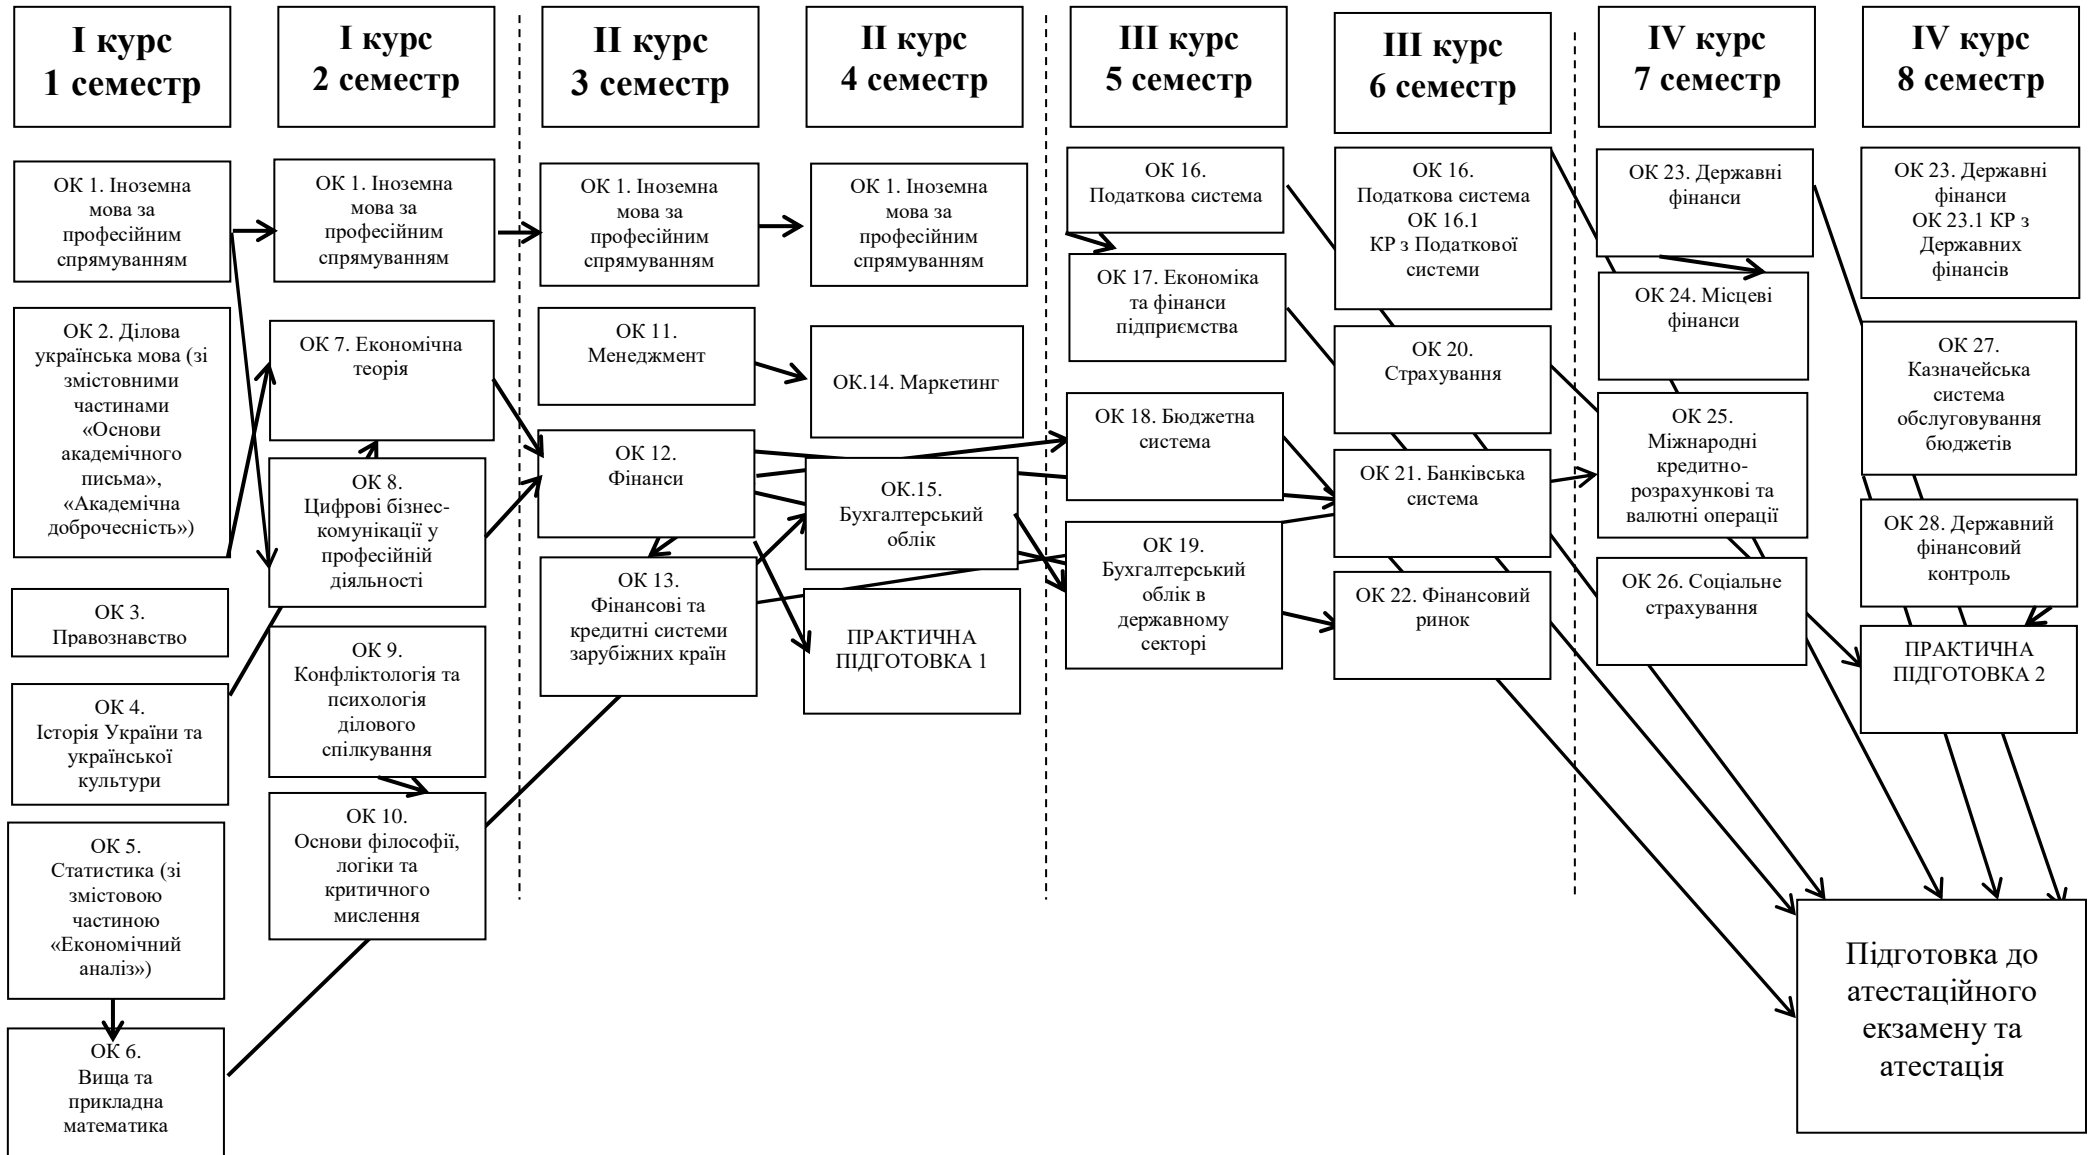 І курс
1 семестр
І курс
2 семестр
ІІ курс
3 семестр
ІІ курс
4 семестр
ІІІ курс
5 семестр
ІІІ курс
6 семестр
ІV курс
7 семестр
ІV курс
8 семестр
ОК 1. Іноземна
мова за
професійним
спрямуванням
ОК 2. Ділова
українська мова (зі
змістовними
частинами
«Основи
академічного
письма»,
«Академічна
доброчесність»)
ОК 3.
Правознавство
ОК 4.
Історія України та
української
культури
ОК 5.
Статистика (зі
змістовою
частиною
«Економічний
аналіз»)
ОК 6.
Вища та
прикладна
математика
ОК 1. Іноземна
мова за
професійним
спрямуванням
ОК 7. Економічна
теорія
ОК 8.
Цифрові бізнес-
комунікації у
професійній
діяльності
ОК 9.
Конфліктологія та
психологія
ділового
спілкування
ОК 10.
Основи філософії,
логіки та
критичного
мислення
ОК 1. Іноземна
мова за
професійним
спрямуванням
ОК 11.
Менеджмент
ОК 12.
Фінанси
ОК 13.
Фінансові та
кредитні системи
зарубіжних країн
ОК 1. Іноземна
мова за
професійним
спрямуванням
ОК.14. Маркетинг
ОК.15.
Бухгалтерський
облік
ПРАКТИЧНА
ПІДГОТОВКА 1
ОК 16.
Податкова система
ОК 17. Економіка
та фінанси
підприємства
ОК 18. Бюджетна
система
ОК 19.
Бухгалтерський
облік в
державному
секторі
ОК 16.
Податкова система
ОК 16.1
КР з Податкової
системи
ОК 20.
Страхування
ОК 21. Банківська
система
ОК 22. Фінансовий
ринок
ОК 23. Державні
фінанси
ОК 24. Місцеві
фінанси
ОК 25.
Міжнародні
кредитно-
розрахункові та
валютні операції
ОК 26. Соціальне
страхування
ОК 23. Державні
фінанси
ОК 23.1 КР з
Державних
фінансів
ОК 27.
Казначейська
система
обслуговування
бюджетів
ОК 28. Державний
фінансовий
контроль
ПРАКТИЧНА
ПІДГОТОВКА 2
Підготовка до
атестаційного
екзамену та
атестація